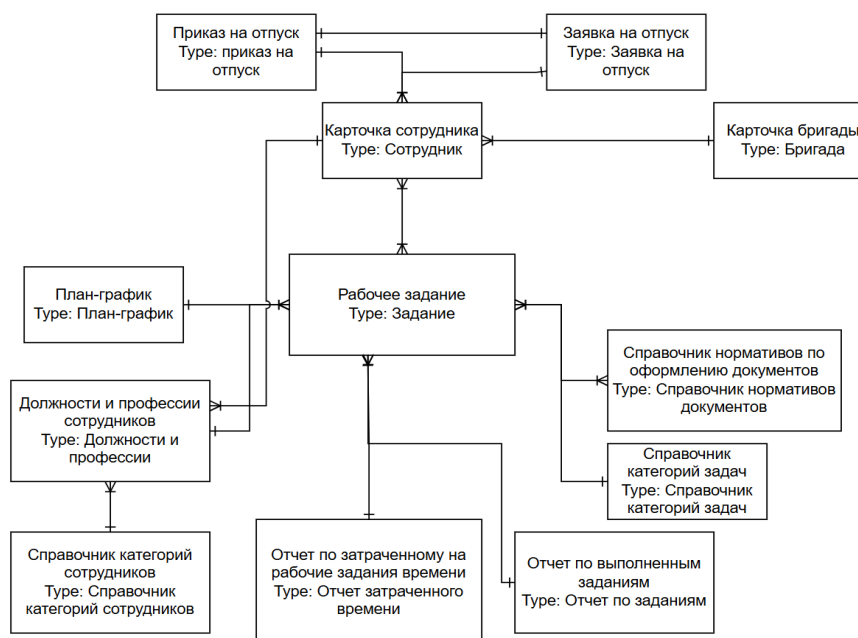 Приказ на отпуск
Type: приказ на
отпуск
Заявка на отпуск
Type: Заявка на
отпуск
Карточка сотрудника
Type: Сотрудник
Карточка бригады
Type: Бригада
План-график
Type: План-график
Рабочее задание
Type: Задание
Справочник нормативов по
оформлению документов
Type: Справочник нормативов
документов
Должности и профессии
сотрудников
Type: Должности и
профессии
Справочник
категорий задач
Type: Справочник
категорий задач
Справочник категорий
сотрудников
Type: Справочник
категорий сотрудников
Отчет по затраченному на
рабочие задания времени
Type: Отчет затраченного
времени
Отчет по выполненным
заданиям
Type: Отчет по заданиям